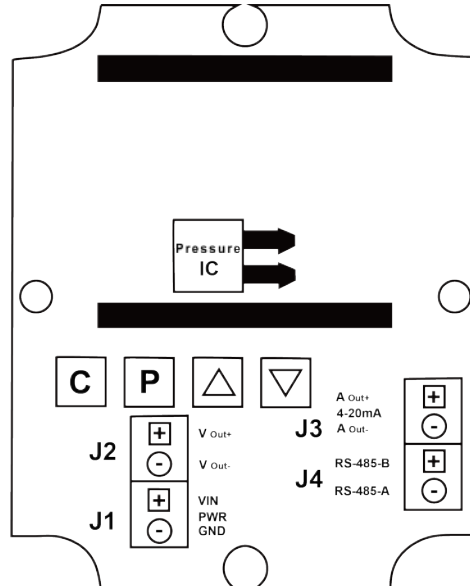 Pressure
IC
C
P
J2
+
V Out+
-
V Out-
J1
+
VIN
PWR
-
GND
J3
A Out+
4-20mA
A Out-
+
-
J4
RS-485-B
RS-485-A
+
-